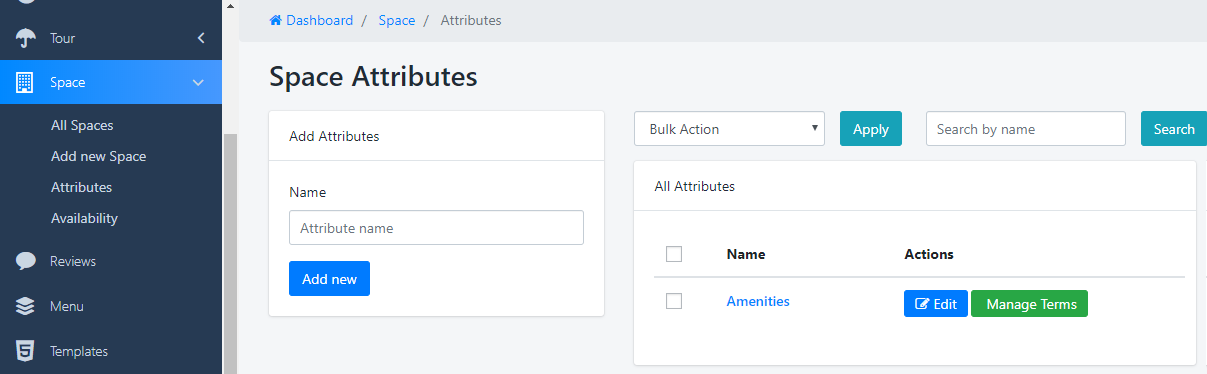 Tour
Space
All Spaces
Add new Space
Attributes
Availability
Reviews
Menu
Templates
Dashboard / Space / Attributes
Space Attributes
Add Attributes
Name
Attribute name
Add new
Bulk Action
Apply
Search by name
Search
All Attributes
Name Actions
Amenities Edit Manage Terms